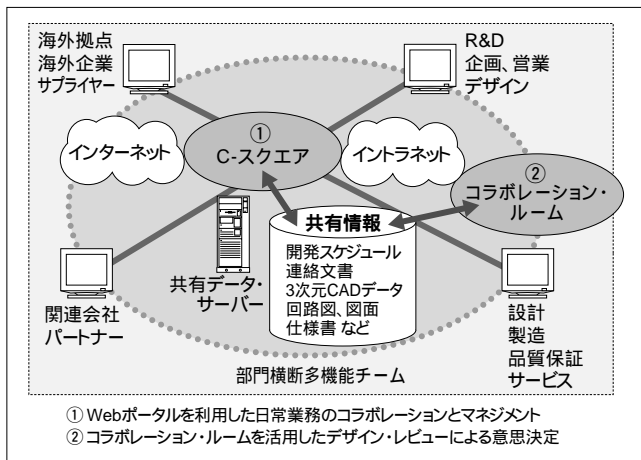 海外拠点
海外企業
サプライヤー
R&D
企画、営業
デザイン
インターネット
①
C-スクエア
イントラネット
②
コラボレーション・
ルーム
共有情報
開発スケジュール
連絡文書
3次元CADデータ
回路図、図面
仕様書 など
共有データ・
サーバー
関連会社
パートナー
設計
製造
品質保証
サービス
部門横断多機能チーム
① Webポータルを利用した日常業務のコラボレーションとマネジメント
② コラボレーション・ルームを活用したデザイン・レビューによる意思決定